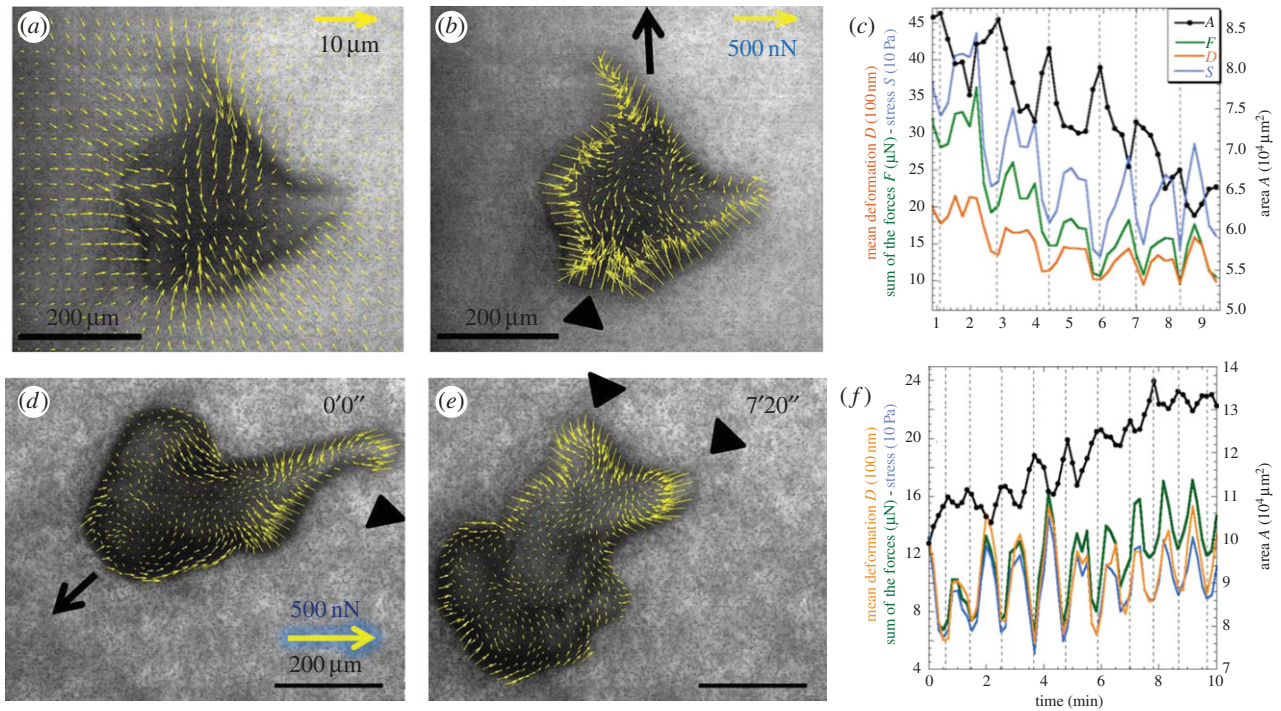 (a)
10 μm
200 μm
(b)
500 nN
200 μm
(c)
A
F
D
S
mean deformation D (100 nm)
sum of the forces F (μN) - stress S (10 Pa)
45
40
35
30
25
20
15
10
1 2 3 4 5 6 7 8 9
8.5
8.0
7.5
7.0
6.5
6.0
5.5
5.0
area A (10⁴ μm²)
(d)
0′0″
500 nN
200 μm
(e)
7′20″
(f)
mean deformation D (100 nm)
sum of the forces (μN) - stress (10 Pa)
24
20
16
12
8
4
0 2 4 6 8 10
time (min)
14
13
12
11
10
9
8
7
area A (10⁴ μm²)